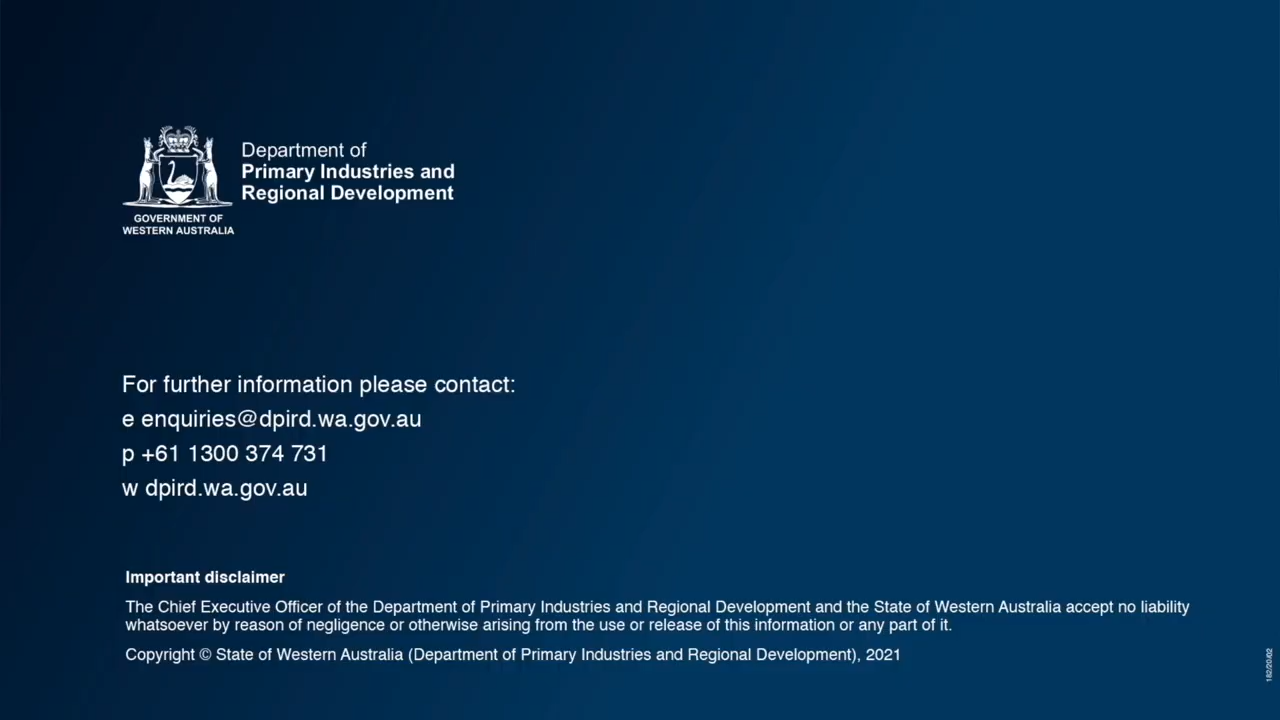 Department of
Primary Industries and
Regional Development
GOVERNMENT OF
WESTERN AUSTRALIA
For further information please contact:
e enquiries@dpird.wa.gov.au
p +61 1300 374 731
w dpird.wa.gov.au
Important disclaimer
The Chief Executive Officer of the Department of Primary Industries and Regional Development and the State of Western Australia accept no liability
whatsoever by reason of negligence or otherwise arising from the use or release of this information or any part of it.
Copyright © State of Western Australia (Department of Primary Industries and Regional Development), 2021
182/20/02